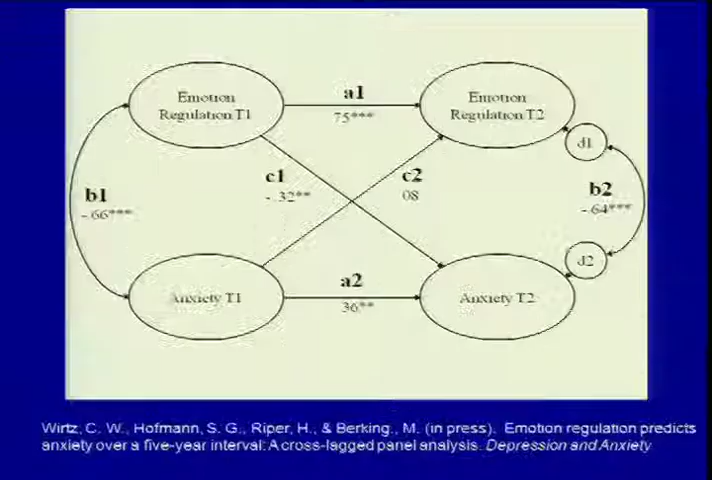 Emotion
Regulation T1
a1
75***
Emotion
Regulation T2
d1
c1
-.32**
c2
08
b1
-.66***
b2
-.64***
d2
Anxiety T1
a2
36**
Anxiety T2
Wirtz, C. W., Hofmann, S. G., Riper, H., & Berking., M. (in press). Emotion regulation predicts
anxiety over a five-year interval: A cross-lagged panel analysis. Depression and Anxiety